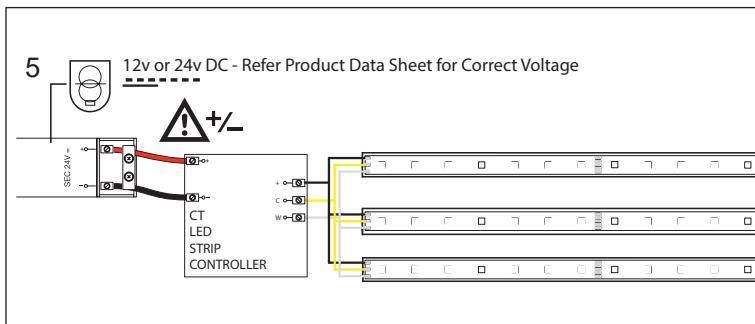 5
12v or 24v DC - Refer Product Data Sheet for Correct Voltage
+/-
SEC 24V =
+
-
+
-
+
C
W
CT
LED
STRIP
CONTROLLER